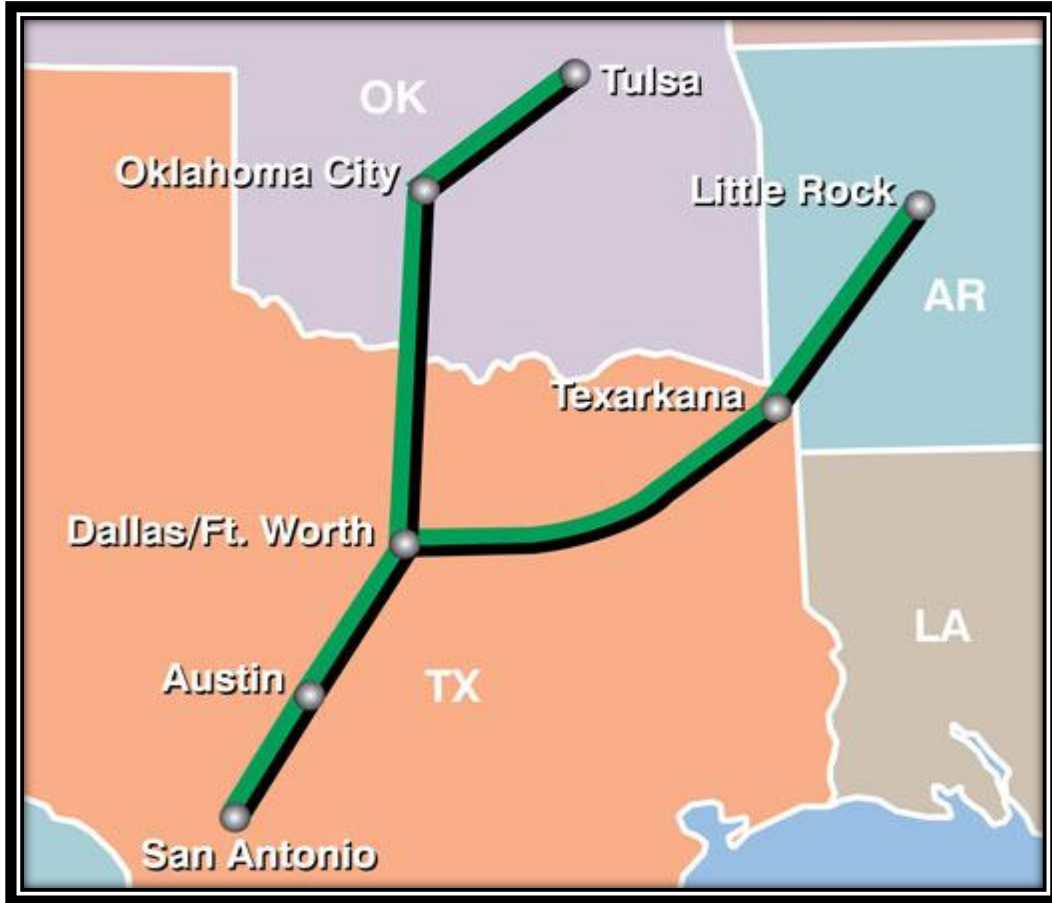 OK
Tulsa
Oklahoma City
Little Rock
AR
Texarkana
Dallas/Ft. Worth
LA
Austin
TX
San Antonio